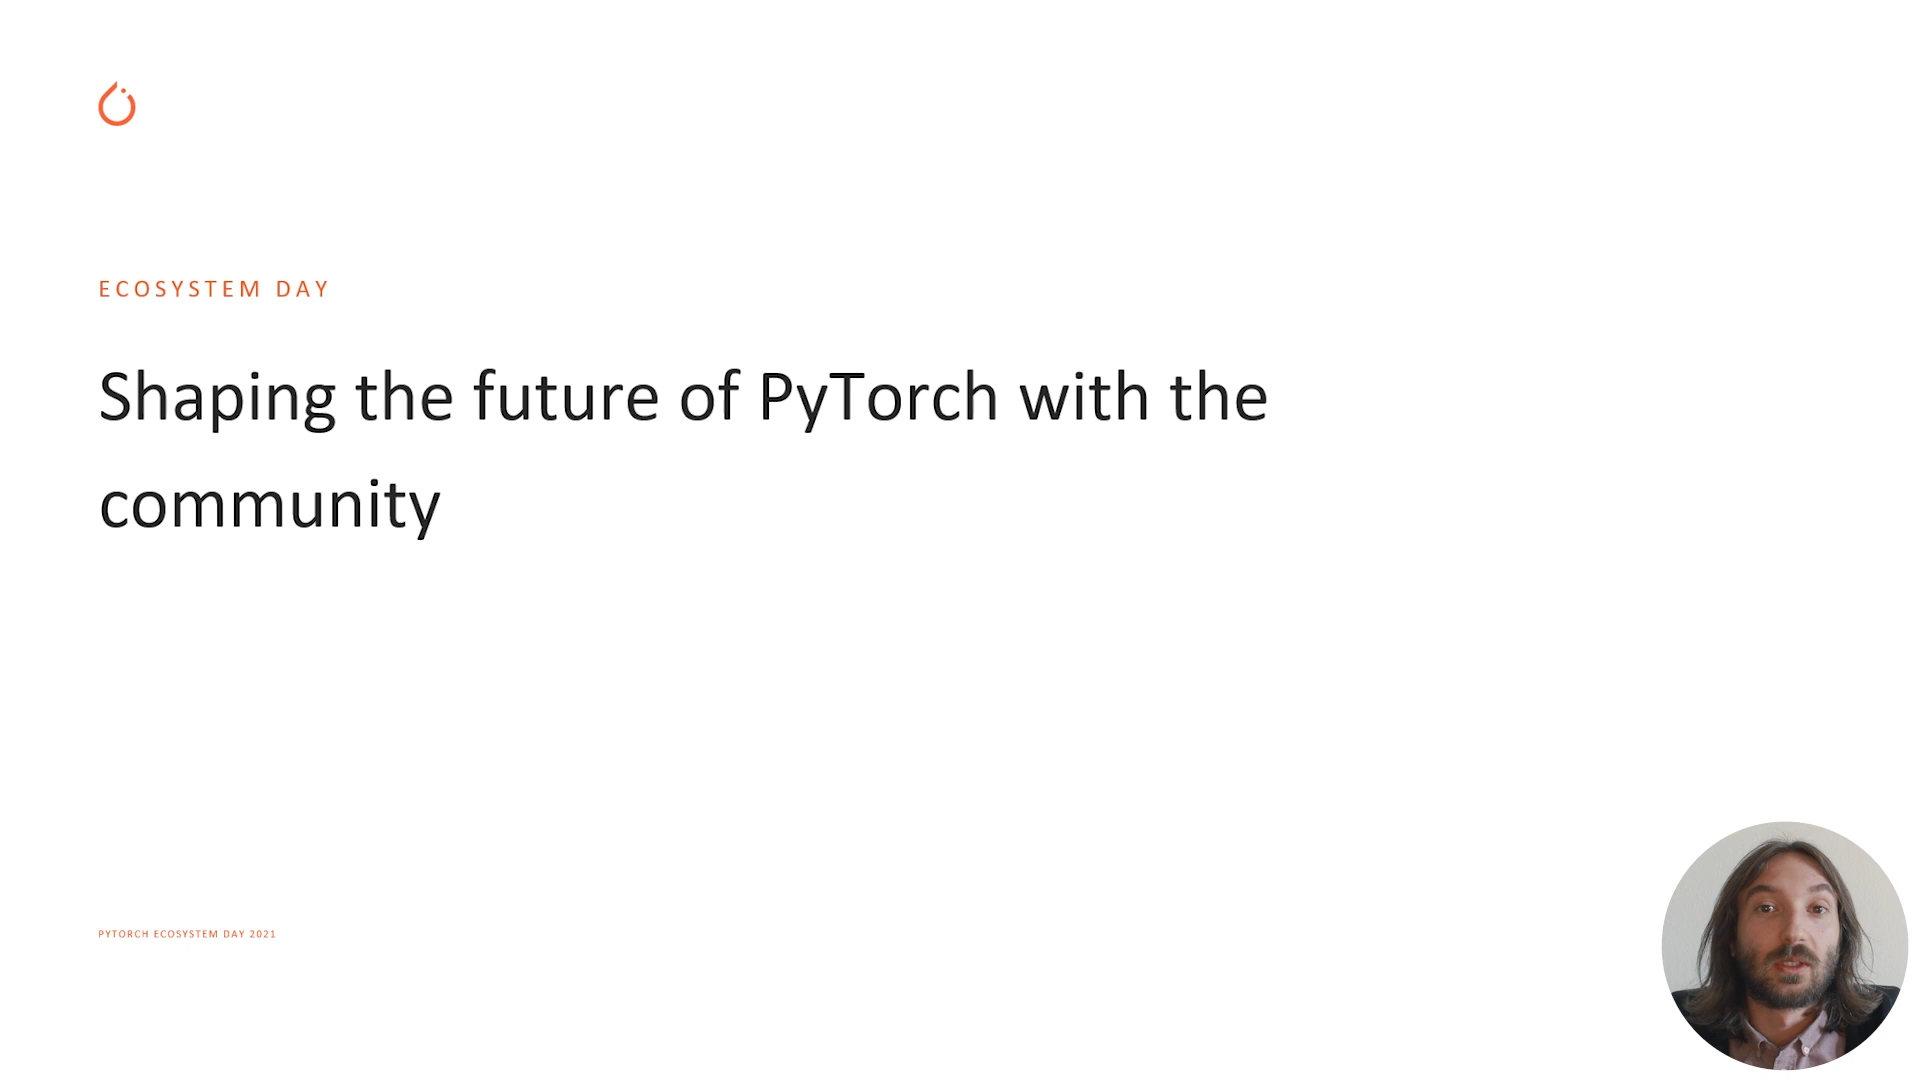 ECOSYSTEM DAY
Shaping the future of PyTorch with the
community
PYTORCH ECOSYSTEM DAY 2021